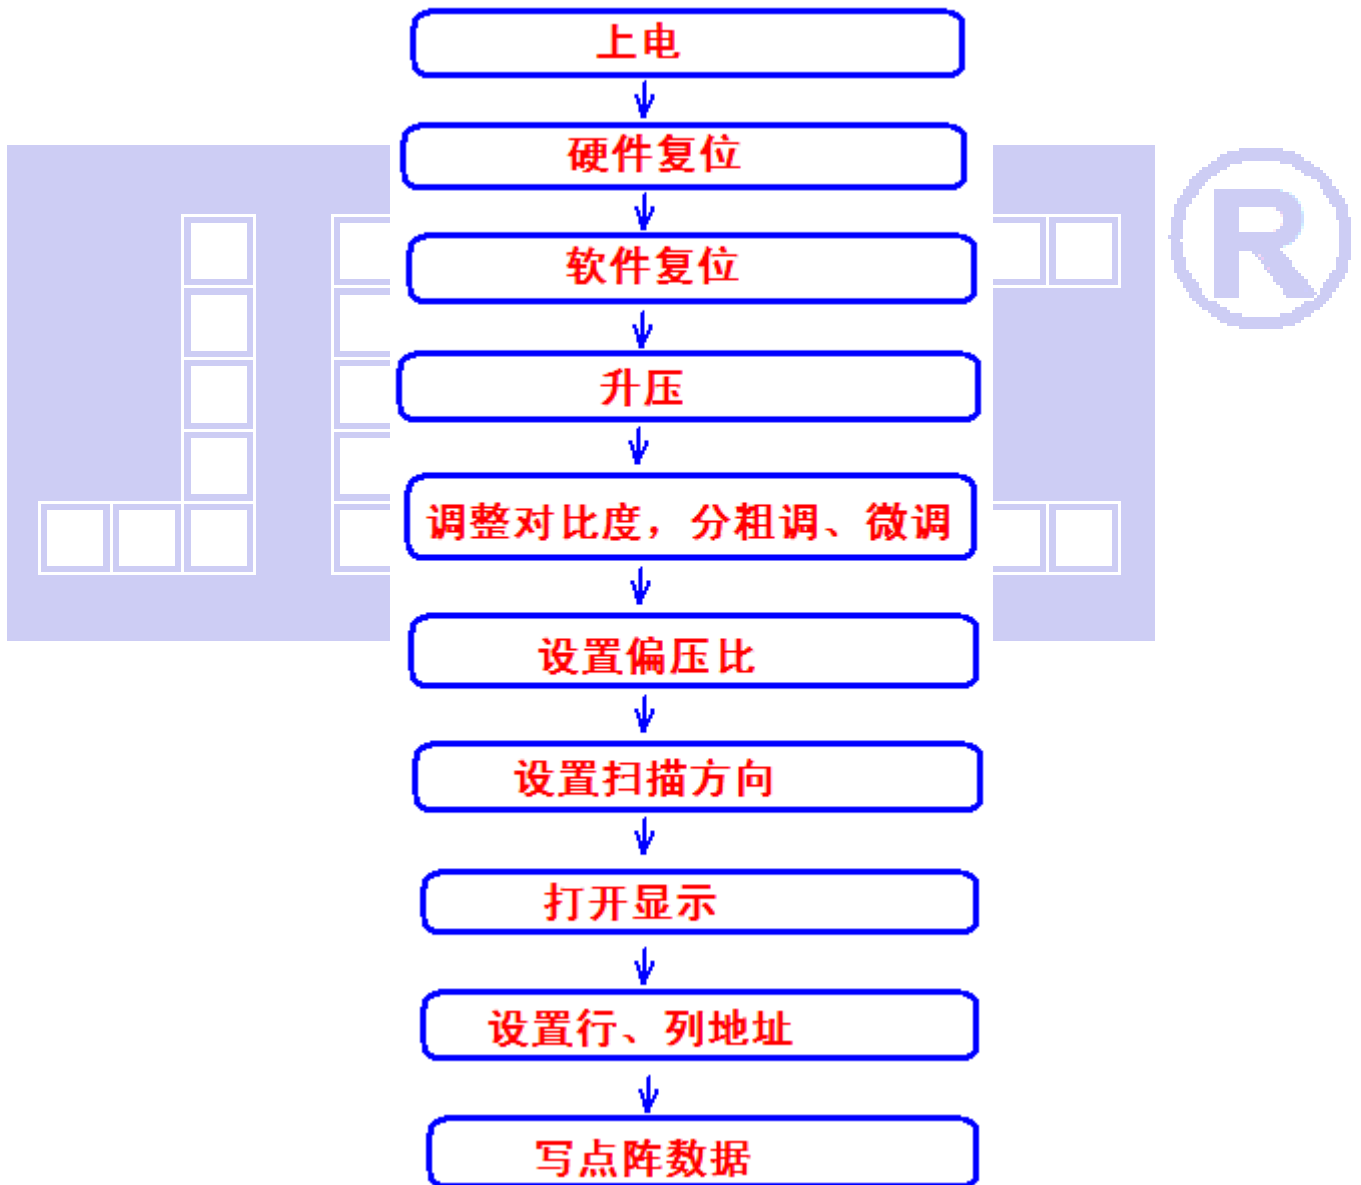 上电
硬件复位
软件复位
升压
调整对比度，分粗调、微调
设置偏压比
设置扫描方向
打开显示
设置行、列地址
写点阵数据
®